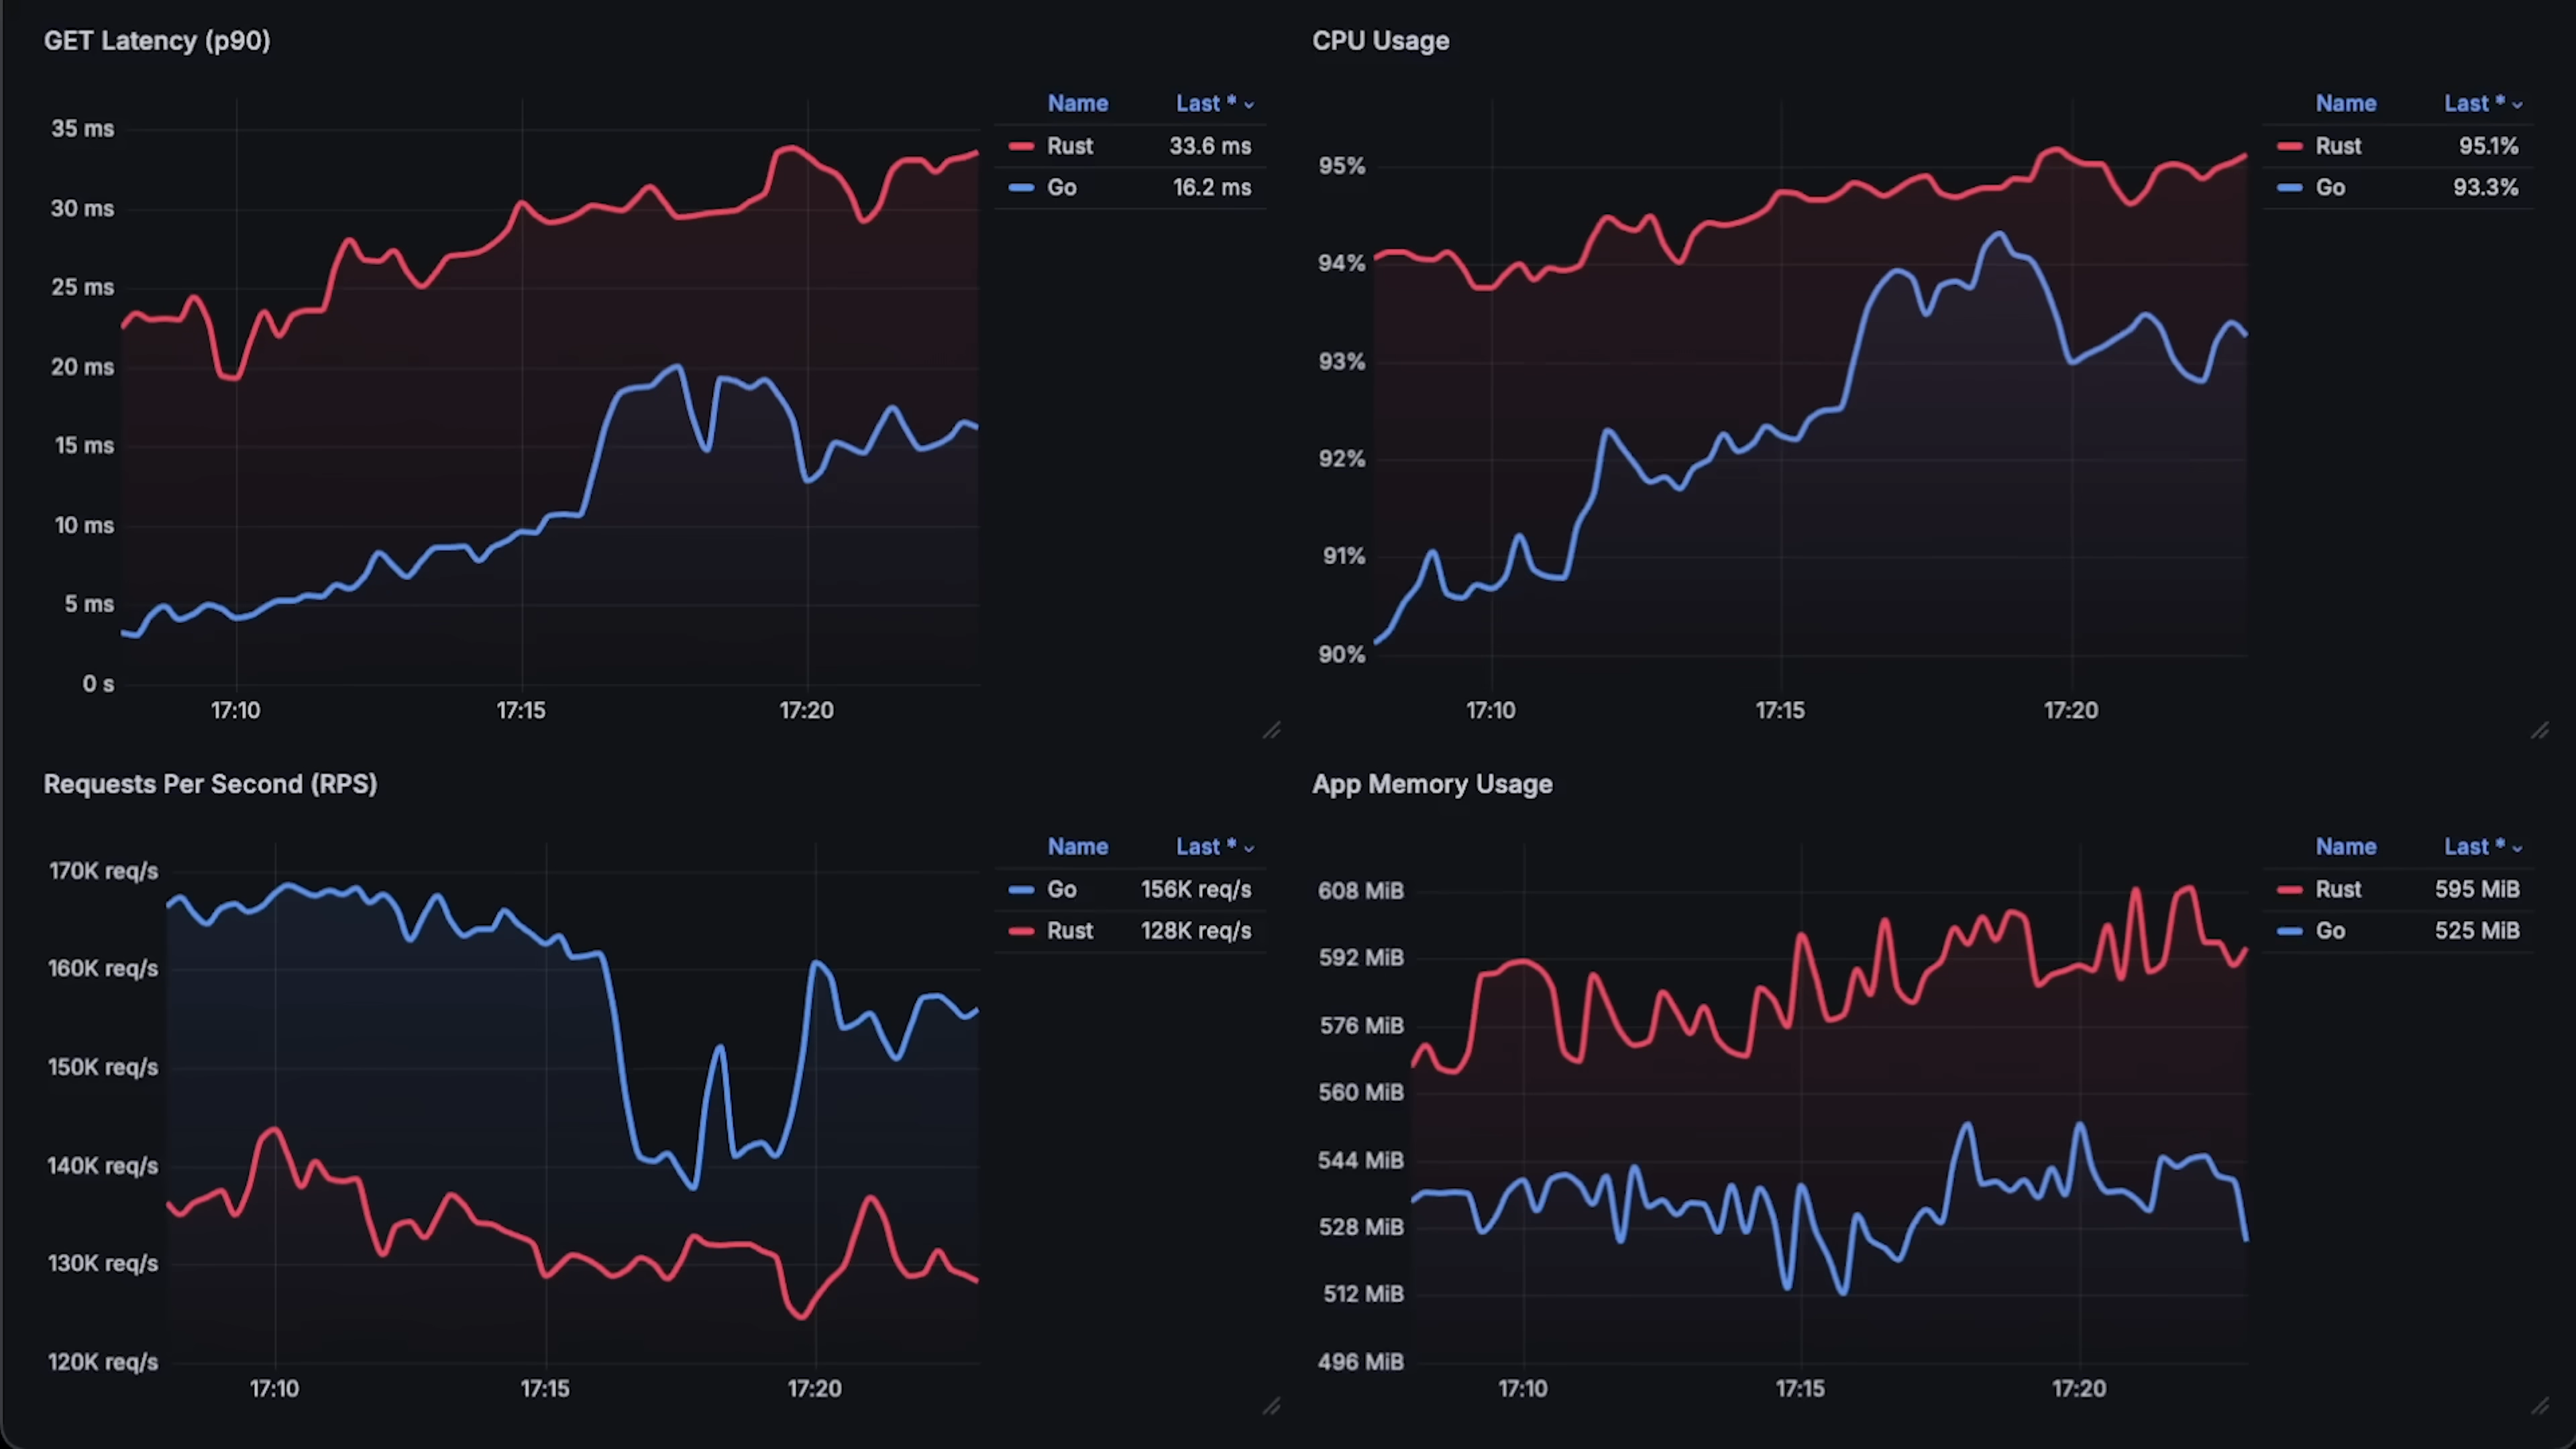 GET Latency (p90)
Name Last *
35 ms
Rust 33.6 ms
Go 16.2 ms
30 ms
25 ms
20 ms
15 ms
10 ms
5 ms
0 s
17:10 17:15 17:20
CPU Usage
Name Last *
Rust 95.1%
Go 93.3%
95%
94%
93%
92%
91%
90%
17:10 17:15 17:20
Requests Per Second (RPS)
Name Last *
170K req/s
Go 156K req/s
Rust 128K req/s
160K req/s
150K req/s
140K req/s
130K req/s
120K req/s
17:10 17:15 17:20
App Memory Usage
Name Last *
608 MiB
Rust 595 MiB
Go 525 MiB
592 MiB
576 MiB
560 MiB
544 MiB
528 MiB
512 MiB
496 MiB
17:10 17:15 17:20